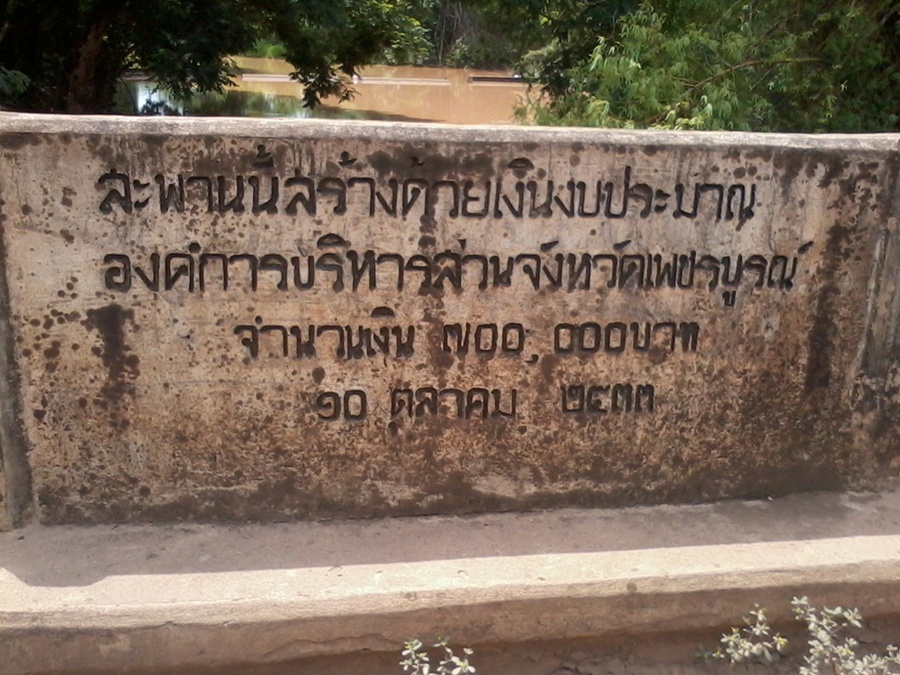 สะพานนี้สร้างด้วยเงินงบประมาณ
องค์การบริหารส่วนจังหวัดเพชรบูรณ์
จำนวนเงิน ๗๐๐,๐๐๐บาท
๑๐ ตุลาคม ๒๕๓๓